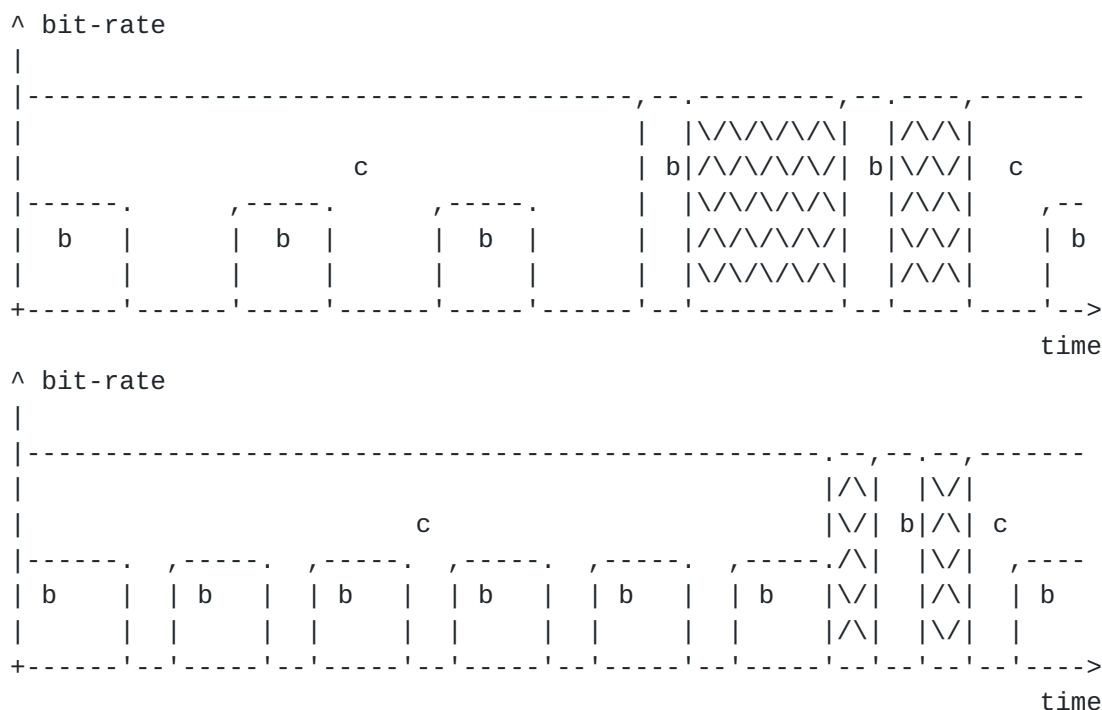 ^ bit-rate
|
|---------------------------------------,--.---------,--.----,-------
|                                       |  |\/\/\/\/\|  |/\/\|
|                     c                 | b|/\/\/\/\/| b|\/\/|  c
|------.      ,-----.      ,-----.      |  |\/\/\/\/\|  |/\/\|    ,--
|  b   |      |  b  |      |  b  |      |  |/\/\/\/\/|  |\/\/|    | b
|      |      |     |      |     |      |  |\/\/\/\/\|  |/\/\|    |
+------'------'-----'------'-----'------'--'---------'--'----'----'-->
                                                                  time
^ bit-rate
|
|---------------------------------------------------.--,--.--,-------
|                                                   |/\|  |\/|
|                         c                         |\/| b|/\| c
|------.  ,-----.  ,-----.  ,-----.  ,-----.  ,-----./\|  |\/|  ,----
| b    |  | b   |  | b   |  | b   |  | b   |  | b   |\/|  |/\|  | b
|      |  |     |  |     |  |     |  |     |  |     |/\|  |\/|  |
+------'--'-----'--'-----'--'-----'--'-----'--'-----'--'--'--'--'---->
                                                                  time